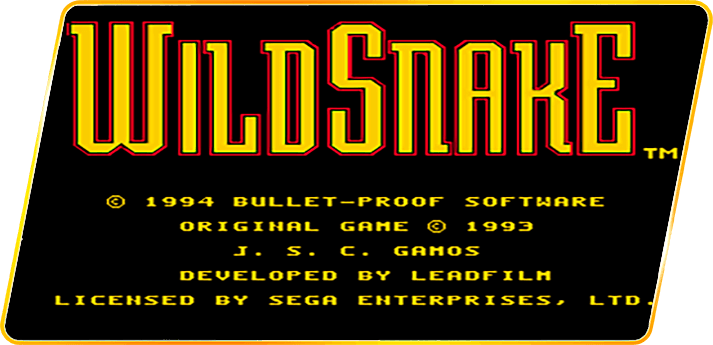 WILDSNAKE™
© 1994 BULLET-PROOF SOFTWARE
ORIGINAL GAME © 1993
J. S. C. GAMOS
DEVELOPED BY LEADFILM
LICENSED BY SEGA ENTERPRISES, LTD.